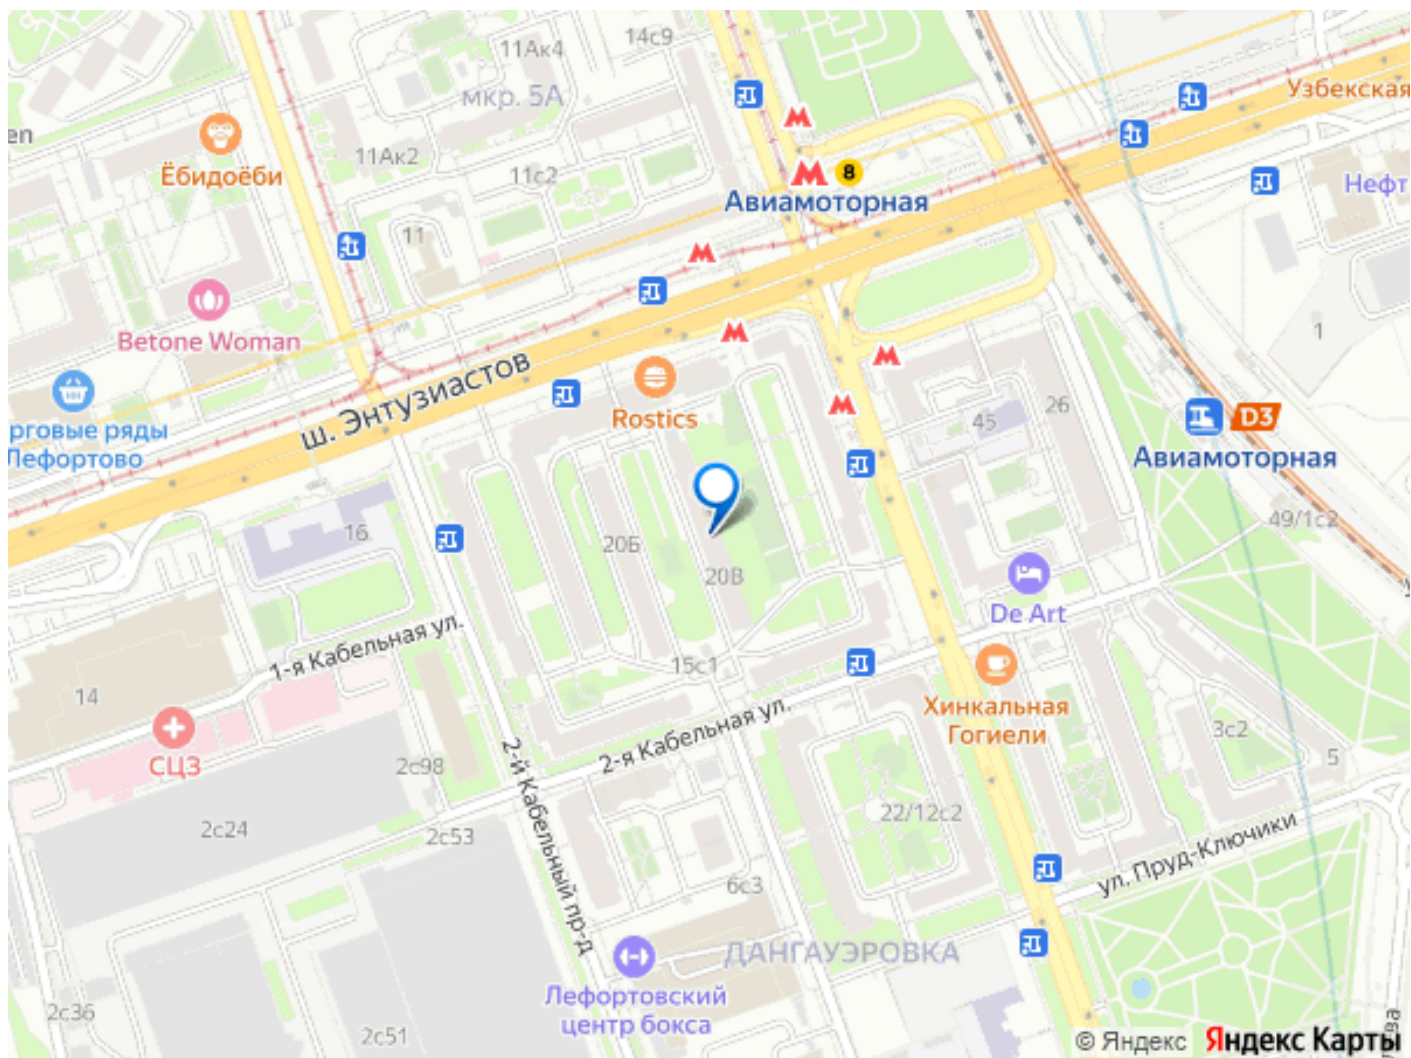 14с9
11Ак4
мкр. 5А
Узбекская
en
Ёбидоёби
11Ак2
11с2
8
Авиамоторная
Нефт
11
Betone Woman
1
ш. Энтузиастов
рговые ряды
Лефортово
Rostics
45
26
D3
Авиамоторная
16
20Б
20В
49/1с2
De Art
1-я Кабельная ул.
15с1
14
Хинкальная
Гогиели
2-я Кабельная ул.
3с2
5
СЦЗ
2с98
2-й Кабельный пр-д
2с24
2с53
22/12с2
ул. Пруд-Ключики
6с3
ДАНГАУЭРОВКА
Лефортовский
центр бокса
2с36
2с51
ва
© Яндекс Яндекс Карты